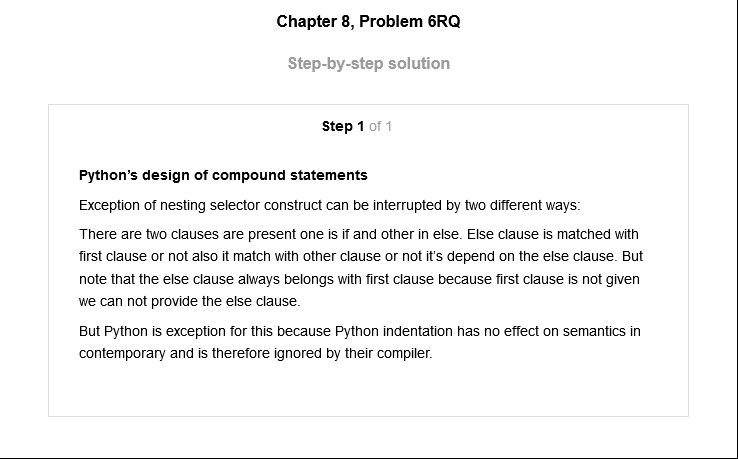 Chapter 8, Problem 6RQ
Step-by-step solution
Step 1 of 1
Python's design of compound statements
Exception of nesting selector construct can be interrupted by two different ways:
There are two clauses are present one is if and other in else. Else clause is matched with
first clause or not also it match with other clause or not it's depend on the else clause. But
note that the else clause always belongs with first clause because first clause is not given
we can not provide the else clause.
But Python is exception for this because Python indentation has no effect on semantics in
contemporary and is therefore ignored by their compiler.